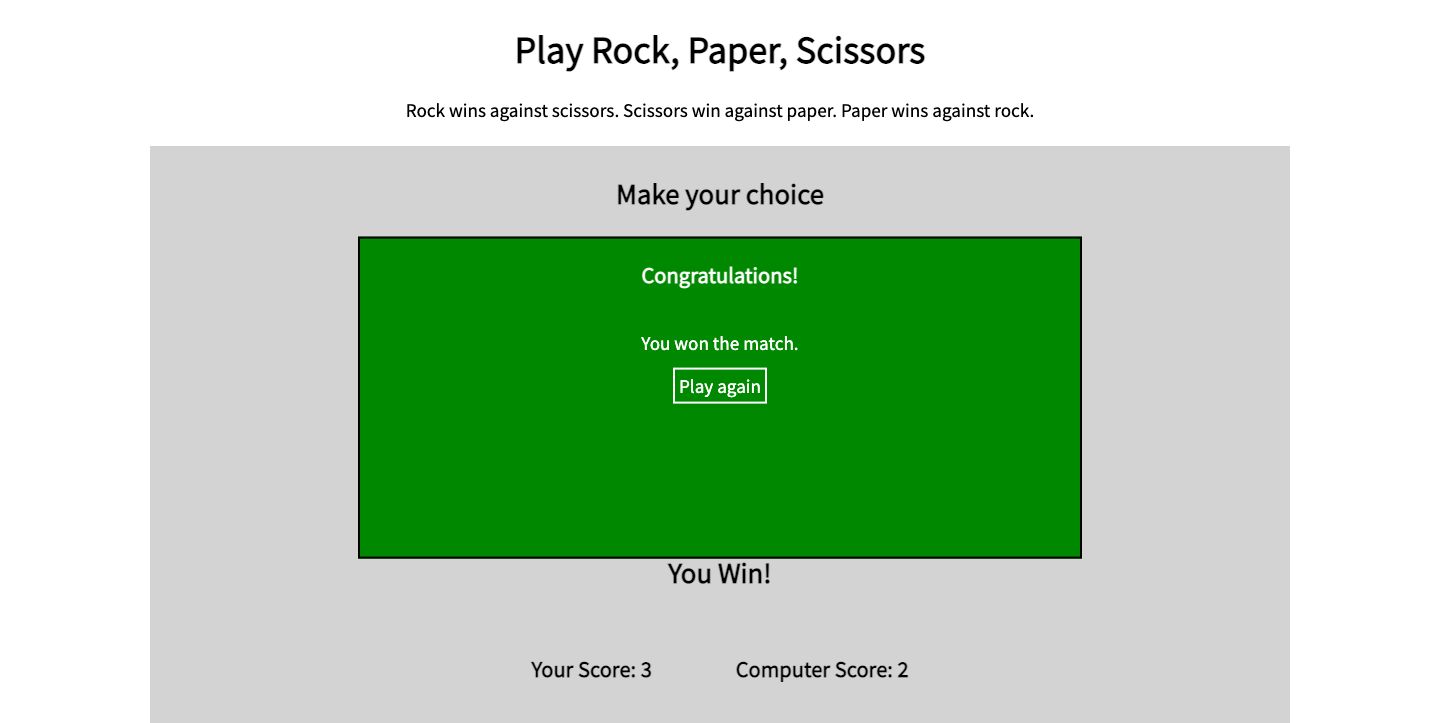 Play Rock, Paper, Scissors
Rock wins against scissors. Scissors win against paper. Paper wins against rock.
Make your choice
Congratulations!
You won the match.
Play again
You Win!
Your Score: 3 Computer Score: 2